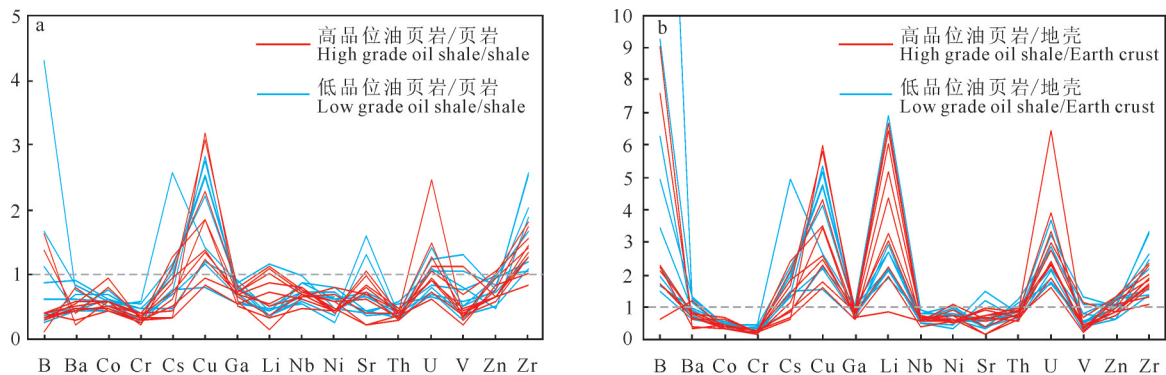 a
高品位油页岩/页岩
High grade oil shale/shale
低品位油页岩/页岩
Low grade oil shale/shale
5
4
3
2
1
0
B Ba Co Cr Cs Cu Ga Li Nb Ni Sr Th U V Zn Zr
b
高品位油页岩/地壳
High grade oil shale/Earth crust
低品位油页岩/地壳
Low grade oil shale/Earth crust
10
9
8
7
6
5
4
3
2
1
0
B Ba Co Cr Cs Cu Ga Li Nb Ni Sr Th U V Zn Zr